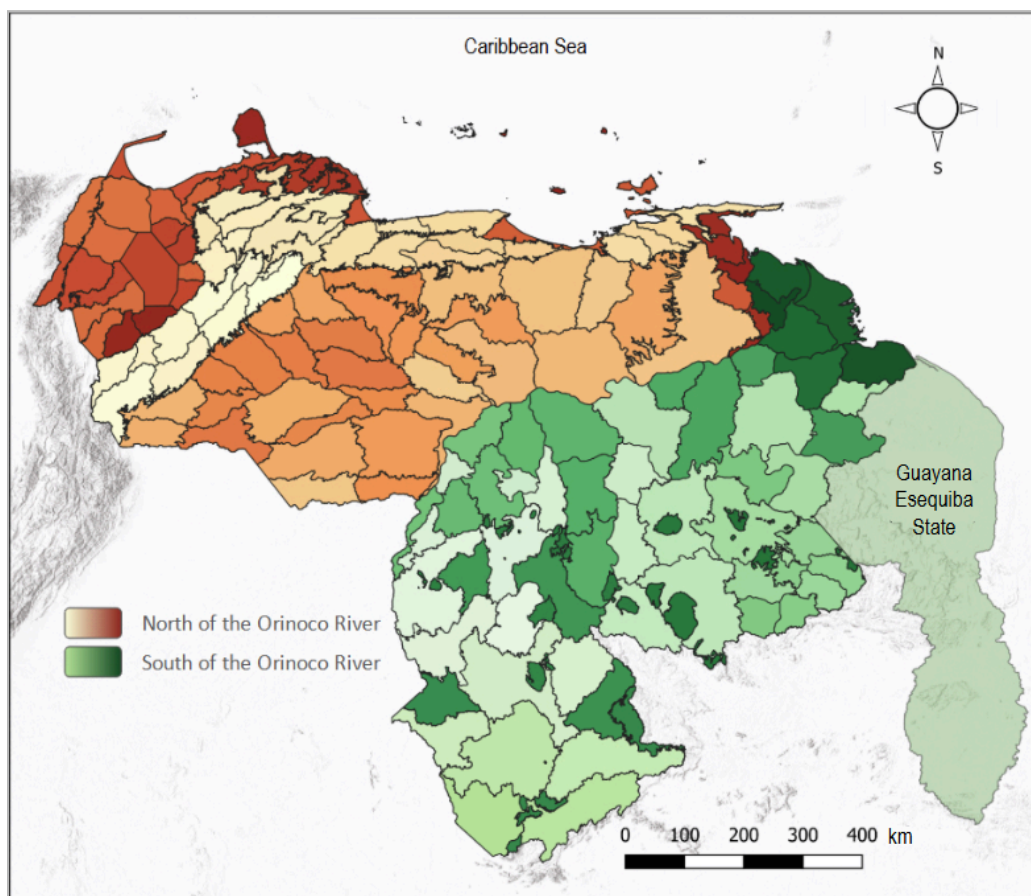 Caribbean Sea
N
S
Guayana
Esequiba
State
North of the Orinoco River
South of the Orinoco River
0 100 200 300 400 km